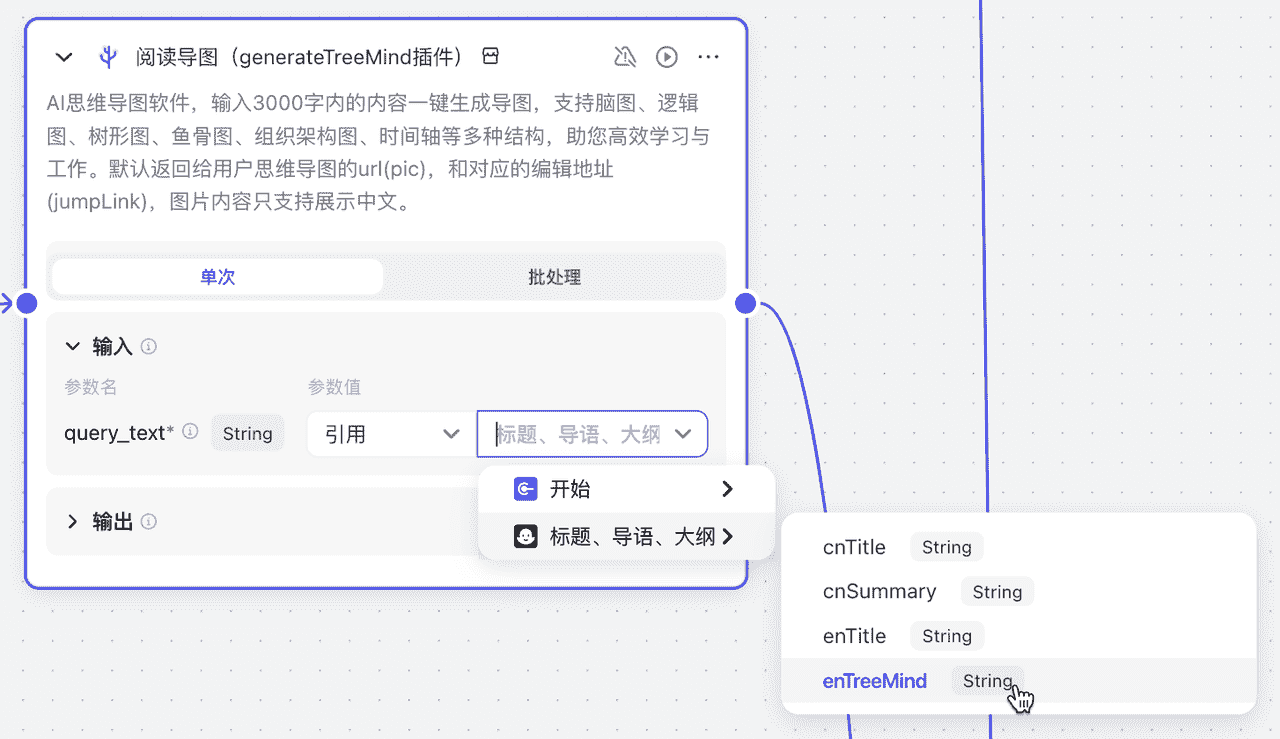 阅读导图（generateTreeMind插件）
AI思维导图软件，输入3000字内的内容一键生成导图，支持脑图、逻辑
图、树形图、鱼骨图、组织架构图、时间轴等多种结构，助您高效学习与
工作。默认返回给用户思维导图的url(pic)，和对应的编辑地址
(jumpLink)，图片内容只支持展示中文。
单次 批处理
输入
参数名 参数值
query_text* String 引用 标题、导语、大纲
开始
输出
标题、导语、大纲
cnTitle String
cnSummary String
enTitle String
enTreeMind String